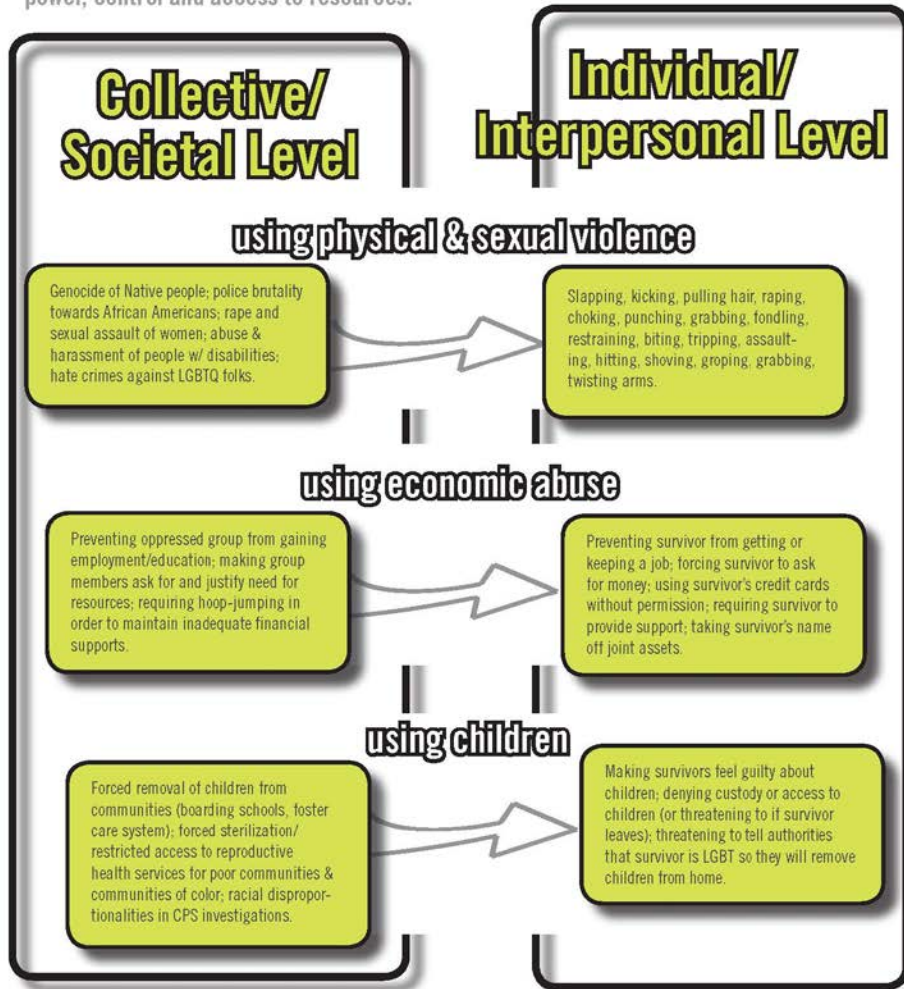 power, control and access to resources.
Collective/
Societal Level
Individual/
Interpersonal Level
using physical & sexual violence
Genocide of Native people; police brutality
towards African Americans; rape and
sexual assault of women; abuse &
harassment of people w/ disabilities;
hate crimes against LGBTQ folks.
Slapping, kicking, pulling hair, raping,
choking, punching, grabbing, fondling,
restraining, biting, tripping, assault-
ing, hitting, shoving, groping, grabbing,
twisting arms.
using economic abuse
Preventing oppressed group from gaining
employment/education; making group
members ask for and justify need for
resources; requiring hoop-jumping in
order to maintain inadequate financial
supports.
Preventing survivor from getting or
keeping a job; forcing survivor to ask
for money; using survivor's credit cards
without permission; requiring survivor to
provide support; taking survivor's name
off joint assets.
using children
Forced removal of children from
communities (boarding schools, foster
care system); forced sterilization/
restricted access to reproductive
health services for poor communities &
communities of color; racial dispropor-
tionalities in CPS investigations.
Making survivors feel guilty about
children; denying custody or access to
children (or threatening to if survivor
leaves); threatening to tell authorities
that survivor is LGBT so they will remove
children from home.